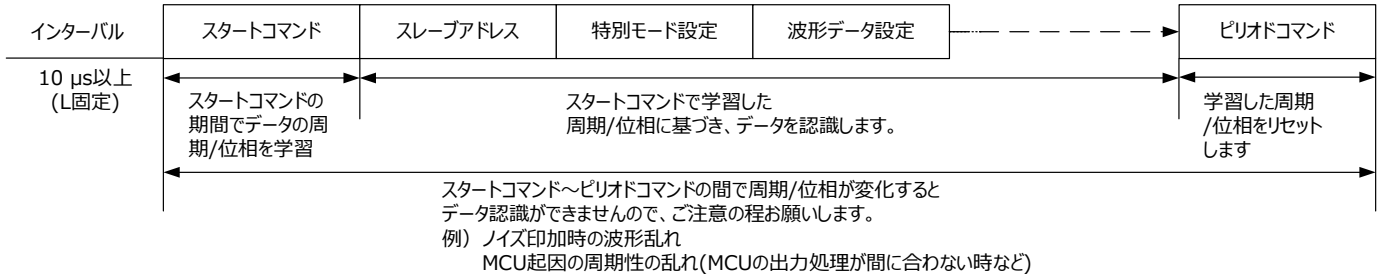 インターバル
スタートコマンド
スレーブアドレス
特別モード設定
波形データ設定
ピリオドコマンド
10 µs以上
(L固定)
スタートコマンドの
期間でデータの周
期/位相を学習
スタートコマンドで学習した
周期/位相に基づき、データを認識します。
学習した周期
/位相をリセット
します
スタートコマンド～ピリオドコマンドの間で周期/位相が変化すると
データ認識ができませんので、ご注意の程お願いします。
例）ノイズ印加時の波形乱れ
MCU起因の周期性の乱れ(MCUの出力処理が間に合わない時など)